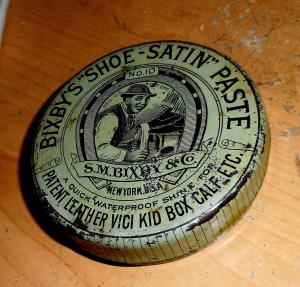 BIXBY'S "SHOE-SATIN" PASTE
No.10
S.M.BIXBY & CO.
NEW YORK, U.S.A.
A QUICK WATERPROOF SHINE FOR
PATENT LEATHER VICI KID BOX CALF. ETC.